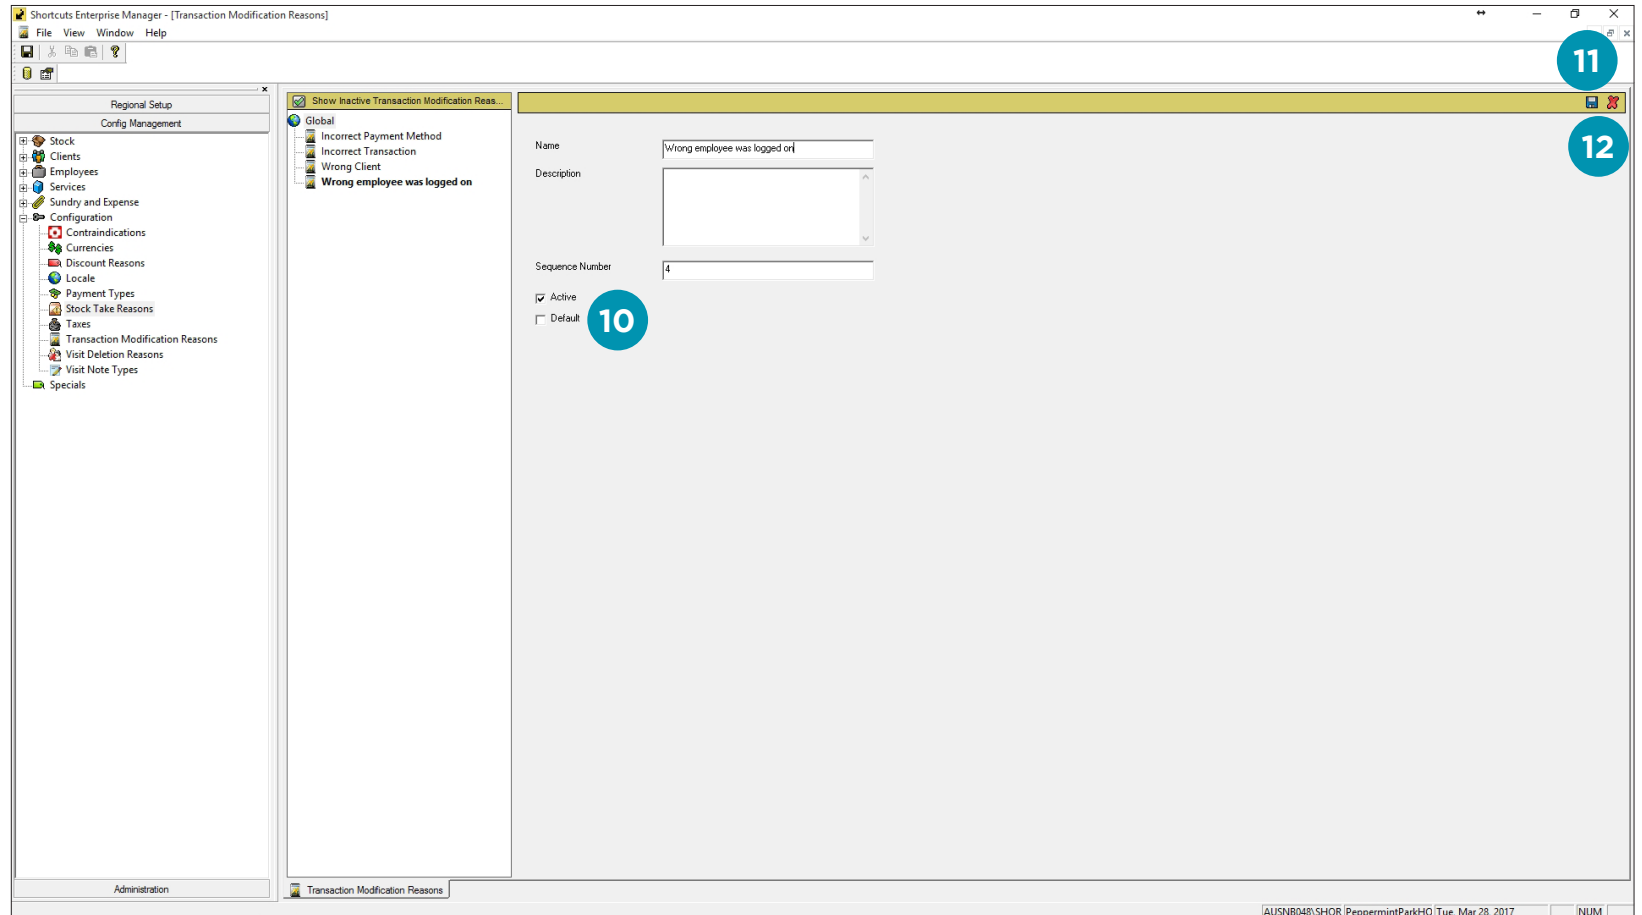 Shortcuts Enterprise Manager - [Transaction Modification Reasons]
File View Window Help
11
Regional Setup
Config Management
Stock
Clients
Employees
Services
Sundry and Expense
Configuration
Contraindications
Currencies
Discount Reasons
Locale
Payment Types
Stock Take Reasons
Taxes
Transaction Modification Reasons
Visit Deletion Reasons
Visit Note Types
Specials
Administration
Show Inactive Transaction Modification Reas...
Global
Incorrect Payment Method
Incorrect Transaction
Wrong Client
Wrong employee was logged on
12
Name Wrong employee was logged on
Description
Sequence Number 4
Active
Default
10
Transaction Modification Reasons
AUSNB048\SHOR PeppermintParkHO Tue, Mar 28, 2017 NUM